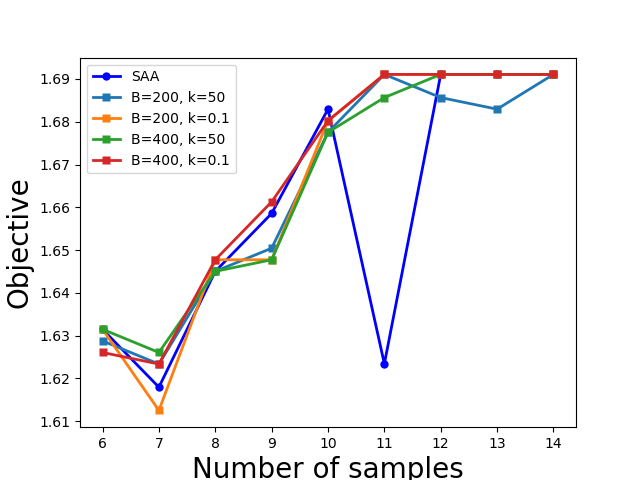 SAA
B=200, k=50
B=200, k=0.1
B=400, k=50
B=400, k=0.1
1.69
1.68
1.67
1.66
1.65
1.64
1.63
1.62
1.61
Objective
6 7 8 9 10 11 12 13 14
Number of samples